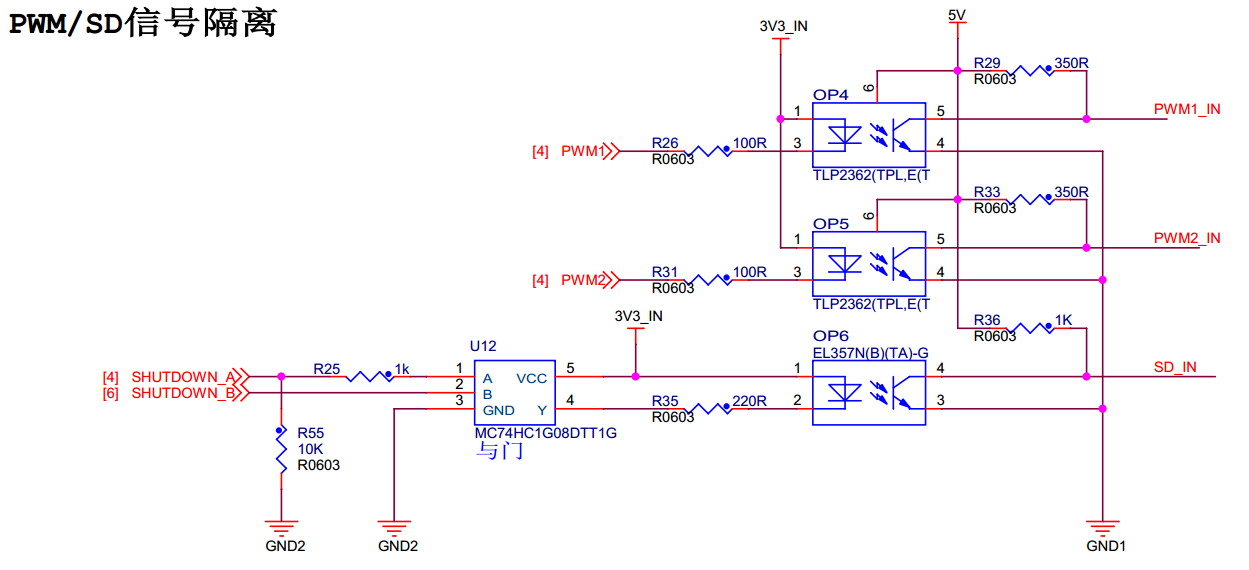 PWM/SD信号隔离
3V3_IN
5V
R29 350R
R0603
OP4
6
1
5
PWM1_IN
[4] PWM1
R26 100R
R0603
3
4
TLP2362(TPL,E(T
R33 350R
R0603
OP5
6
1
5
PWM2_IN
[4] PWM2
R31 100R
R0603
3
4
TLP2362(TPL,E(T
3V3_IN
R36 1K
R0603
OP6
EL357N(B)(TA)-G
U12
[4] SHUTDOWN_A
R25 1k
1 A VCC 5
1
4
SD_IN
[6] SHUTDOWN_B
2 B
3 GND Y 4
R35 220R
R0603
2
3
MC74HC1G08DTT1G
与门
R55
10K
R0603
GND2
GND2
GND1